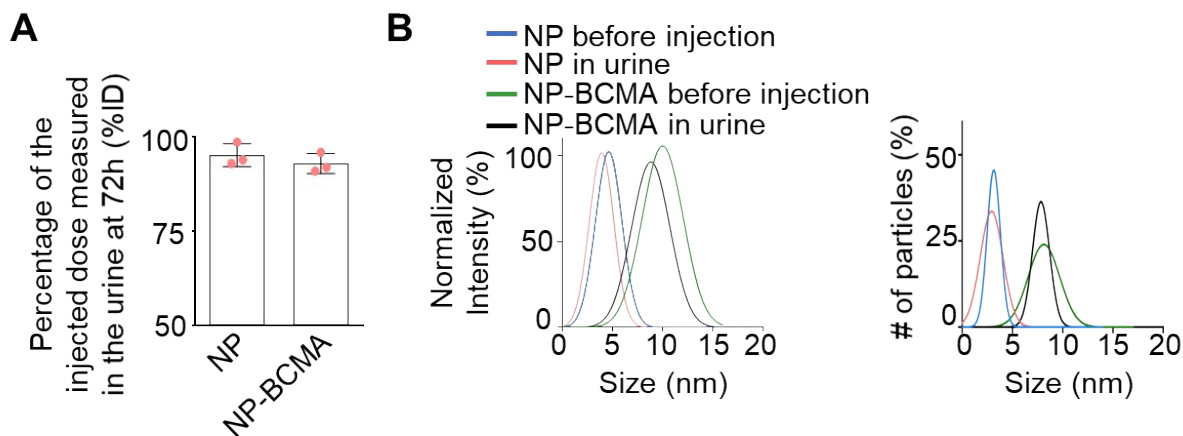 A
Percentage of the
injected dose measured
in the urine at 72h (%ID)
100
75
50
NP
NP-BCMA
B
NP before injection
NP in urine
NP-BCMA before injection
NP-BCMA in urine
Normalized
Intensity (%)
100
50
0
0 5 10 15 20
Size (nm)
# of particles (%)
50
25
0
0 5 10 15 20
Size (nm)